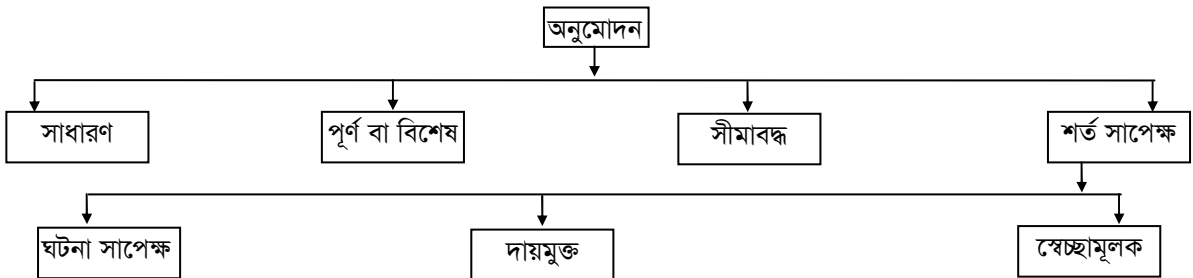 অনুমোদন
সাধারণ
পূর্ণ বা বিশেষ
সীমাবদ্ধ
শর্ত সাপেক্ষ
ঘটনা সাপেক্ষ
দায়মুক্ত
স্বেচ্ছামূলক